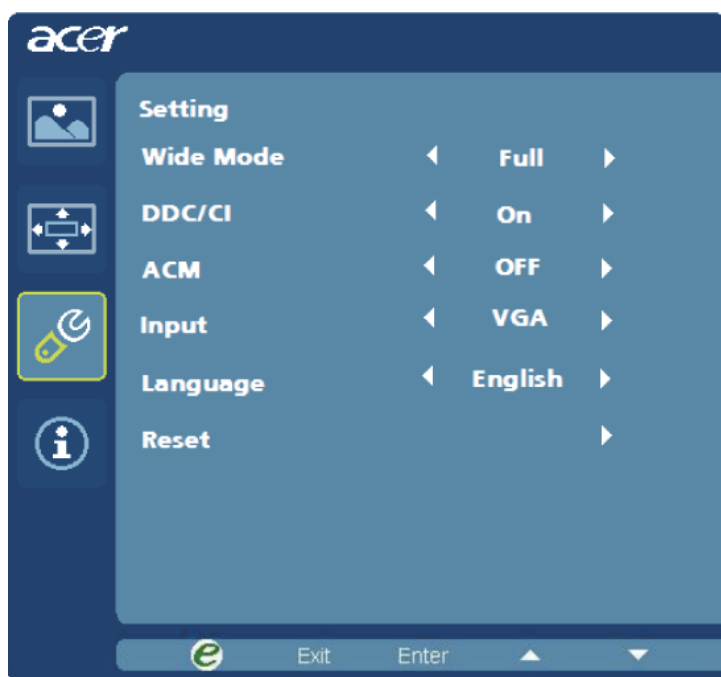 acer
Setting
Wide Mode Full
DDC/CI On
ACM OFF
Input VGA
Language English
Reset
e Exit Enter